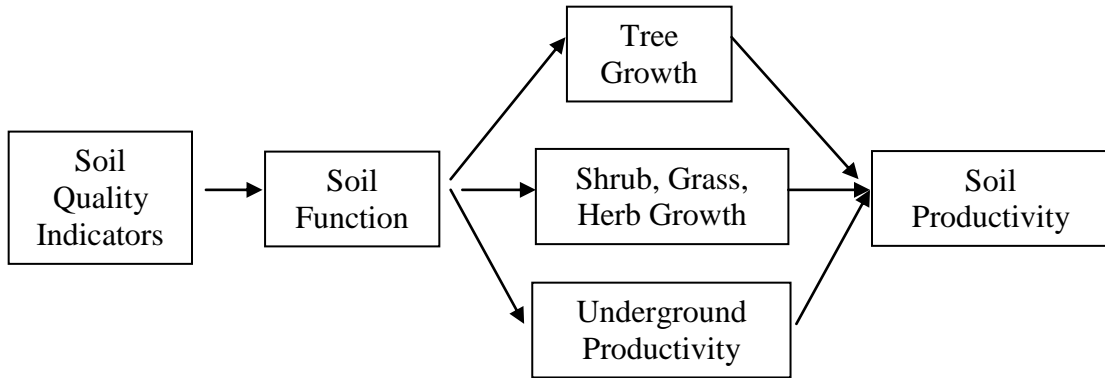 Soil
Quality
Indicators
Soil
Function
Tree
Growth
Shrub, Grass,
Herb Growth
Underground
Productivity
Soil
Productivity